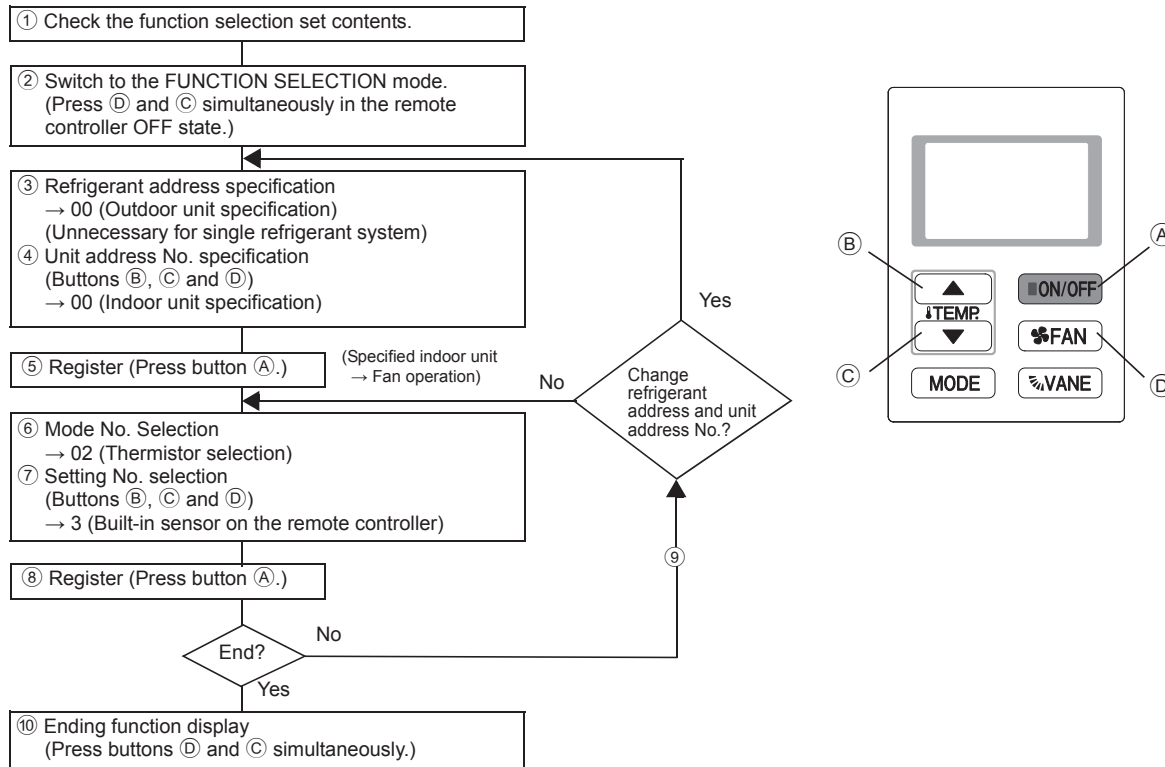 ① Check the function selection set contents.
② Switch to the FUNCTION SELECTION mode.
(Press Ⓓ and Ⓒ simultaneously in the remote
controller OFF state.)
③ Refrigerant address specification
→ 00 (Outdoor unit specification)
(Unnecessary for single refrigerant system)
④ Unit address No. specification
(Buttons Ⓑ, Ⓒ and Ⓓ)
→ 00 (Indoor unit specification)
⑤ Register (Press button Ⓐ.)
(Specified indoor unit
→ Fan operation)
No
Yes
Change
refrigerant
address and unit
address No.?
⑥ Mode No. Selection
→ 02 (Thermistor selection)
⑦ Setting No. selection
(Buttons Ⓑ, Ⓒ and Ⓓ)
→ 3 (Built-in sensor on the remote controller)
⑨
⑧ Register (Press button Ⓐ.)
End?
No
Yes
⑩ Ending function display
(Press buttons Ⓓ and Ⓒ simultaneously.)
Ⓑ
Ⓐ
ON/OFF
TEMP.
FAN
Ⓒ
Ⓓ
MODE
VANE